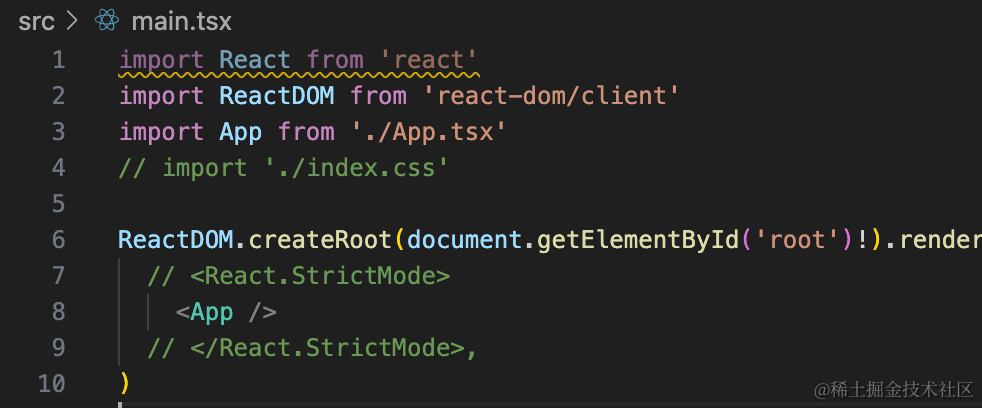 src > main.tsx
1 import React from 'react'
2 import ReactDOM from 'react-dom/client'
3 import App from './App.tsx'
4 // import './index.css'
5
6 ReactDOM.createRoot(document.getElementById('root')!).render
7 // <React.StrictMode>
8 <App />
9 // </React.StrictMode>,
10 )
@稀土掘金技术社区